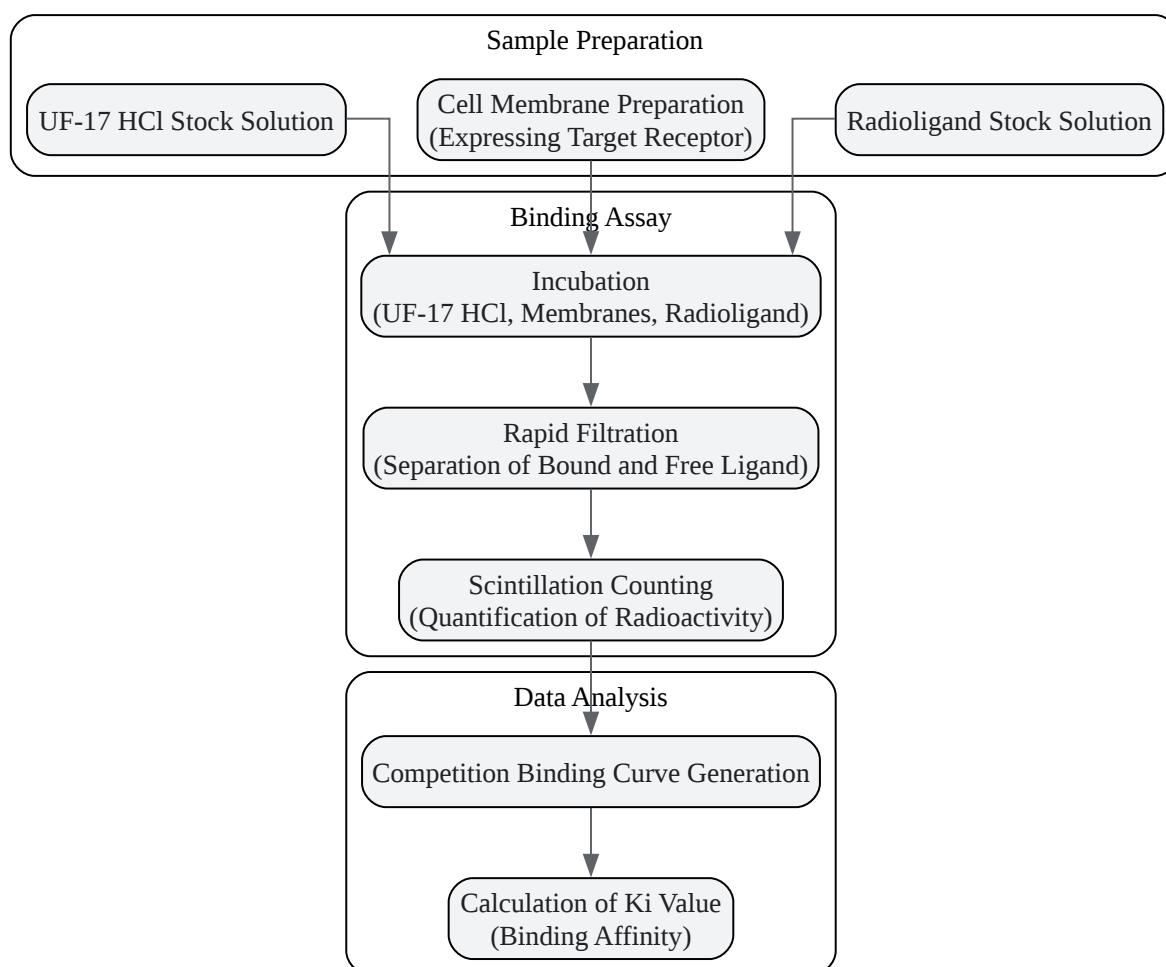 Sample Preparation
UF-17 HCl Stock Solution
Cell Membrane Preparation
(Expressing Target Receptor)
Radioligand Stock Solution
Binding Assay
Incubation
(UF-17 HCl, Membranes, Radioligand)
Rapid Filtration
(Separation of Bound and Free Ligand)
Scintillation Counting
(Quantification of Radioactivity)
Data Analysis
Competition Binding Curve Generation
Calculation of Ki Value
(Binding Affinity)